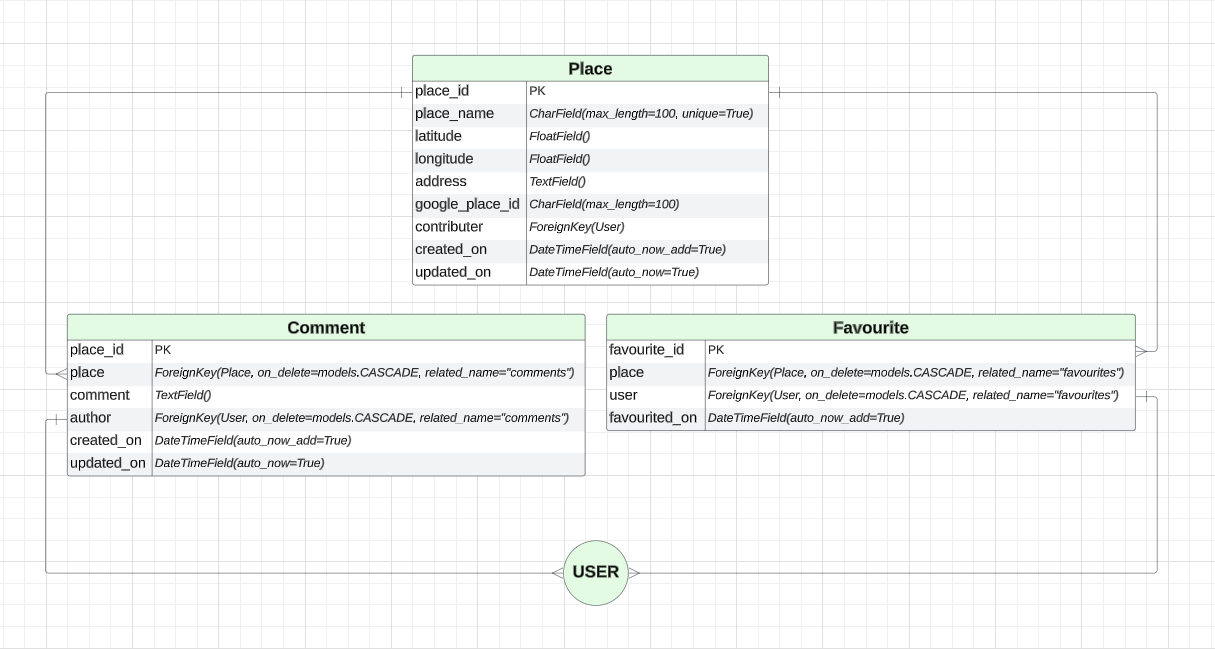 Place
place_id PK
place_name CharField(max_length=100, unique=True)
latitude FloatField()
longitude FloatField()
address TextField()
google_place_id CharField(max_length=100)
contributer ForeignKey(User)
created_on DateTimeField(auto_now_add=True)
updated_on DateTimeField(auto_now=True)
Comment
place_id PK
place ForeignKey(Place, on_delete=models.CASCADE, related_name="comments")
comment TextField()
author ForeignKey(User, on_delete=models.CASCADE, related_name="comments")
created_on DateTimeField(auto_now_add=True)
updated_on DateTimeField(auto_now=True)
Favourite
favourite_id PK
place ForeignKey(Place, on_delete=models.CASCADE, related_name="favourites")
user ForeignKey(User, on_delete=models.CASCADE, related_name="favourites")
favourited_on DateTimeField(auto_now_add=True)
USER